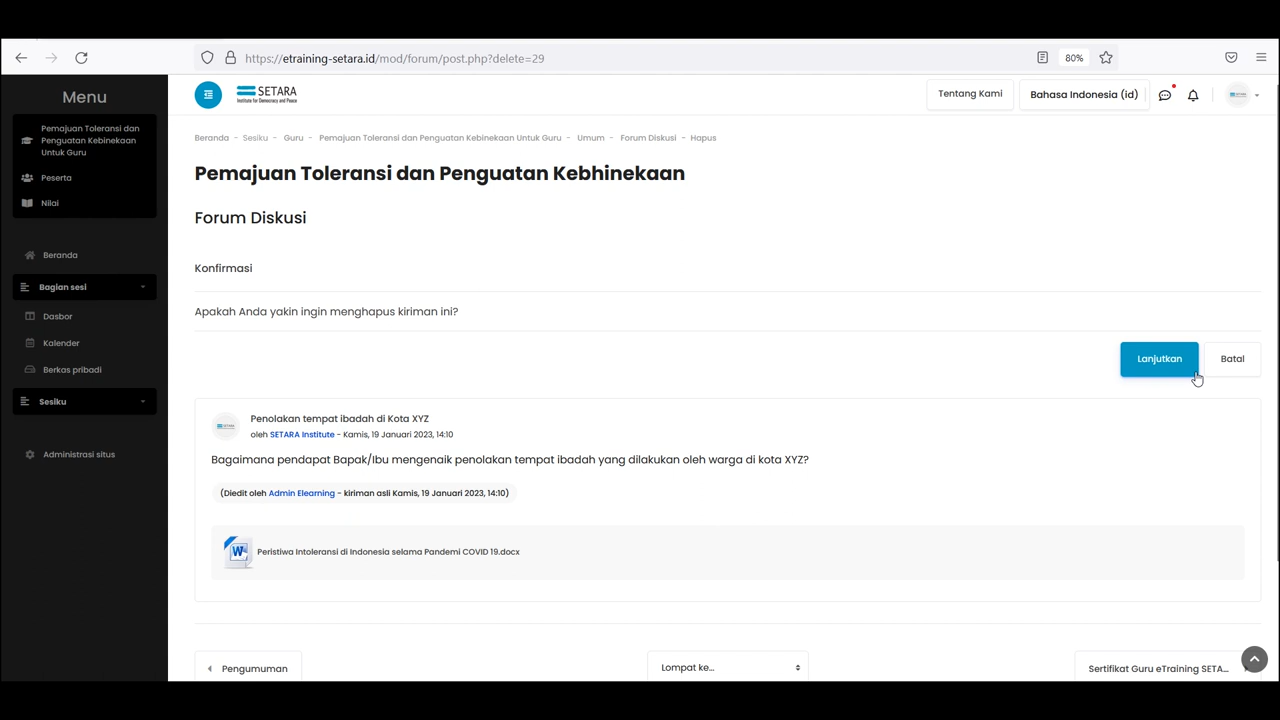 https://etraining-setara.id/mod/forum/post.php?delete=29
80%
Menu
SETARA
Institute for Democracy and Peace
Tentang Kami
Bahasa Indonesia (id)
Pemajuan Toleransi dan
Penguatan Kebinekaan
Untuk Guru
Peserta
Nilai
Beranda
Bagian sesi
Dasbor
Kalender
Berkas pribadi
Sesiku
Administrasi situs
Beranda - Sesiku - Guru - Pemajuan Toleransi dan Penguatan Kebinekaan Untuk Guru - Umum - Forum Diskusi - Hapus
Pemajuan Toleransi dan Penguatan Kebhinekaan
Forum Diskusi
Konfirmasi
Apakah Anda yakin ingin menghapus kiriman ini?
Lanjutkan
Batal
Penolakan tempat ibadah di Kota XYZ
oleh SETARA Institute - Kamis, 19 Januari 2023, 14:10
Bagaimana pendapat Bapak/Ibu mengenaik penolakan tempat ibadah yang dilakukan oleh warga di kota XYZ?
(Diedit oleh Admin Elearning - kiriman asli Kamis, 19 Januari 2023, 14:10)
W
Peristiwa Intoleransi di Indonesia selama Pandemi COVID 19.docx
Pengumuman
Lompat ke...
Sertifikat Guru eTraining SETA...